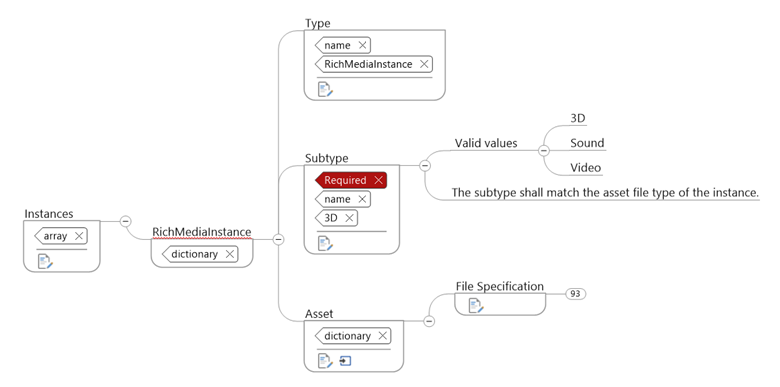 Type
name
RichMediaInstance
Subtype
Required
name
3D
Valid values
3D
Sound
Video
The subtype shall match the asset file type of the instance.
Instances
array
RichMediaInstance
dictionary
Asset
dictionary
File Specification
93